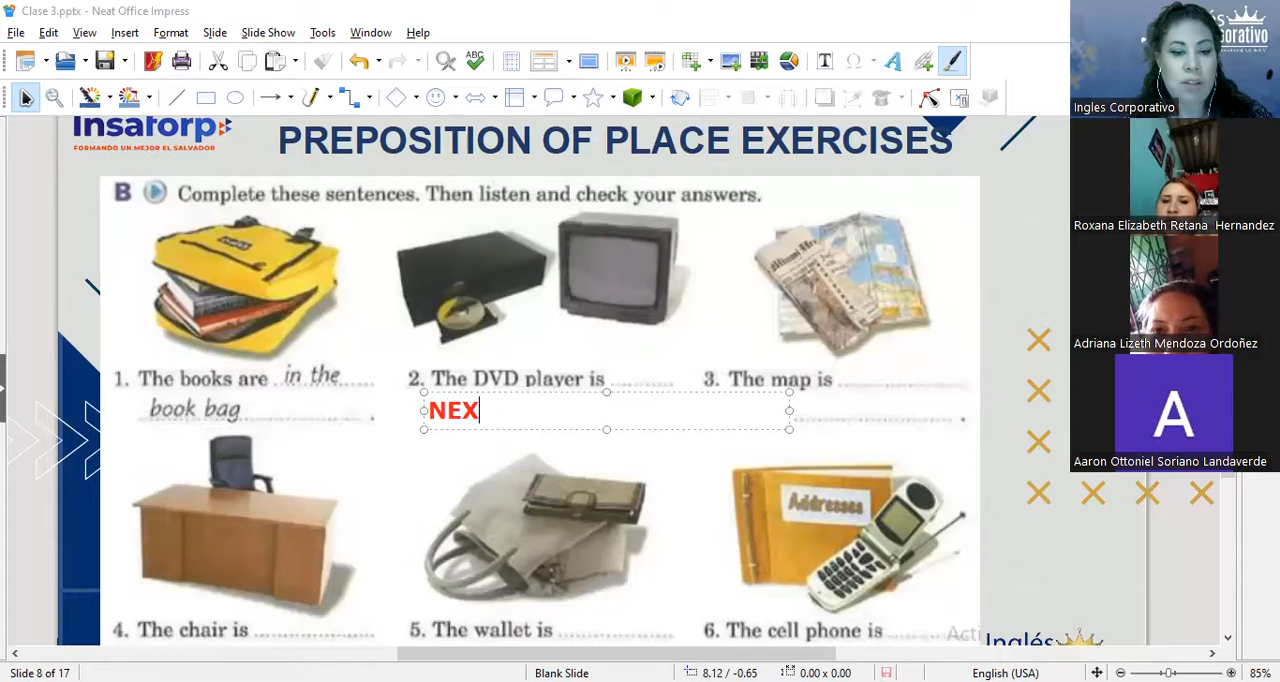 Clase 3.pptx - Neat Office Impress
File Edit View Insert Format Slide Slide Show Tools Window Help
Insaforp
FORMANDO UN MEJOR EL SALVADOR
PREPOSITION OF PLACE EXERCISES
B Complete these sentences. Then listen and check your answers.
1. The books are in the
book bag .
2. The DVD player is
NEX
3. The map is
.
Addresses
4. The chair is
5. The wallet is
6. The cell phone is
Inglés
Ingles Corporativo
Roxana Elizabeth Retana Hernandez
Adriana Lizeth Mendoza Ordoñez
A
Aaron Ottoniel Soriano Landaverde
Slide 8 of 17
Blank Slide
8.12 / -0.65
0.00 x 0.00
English (USA)
85%